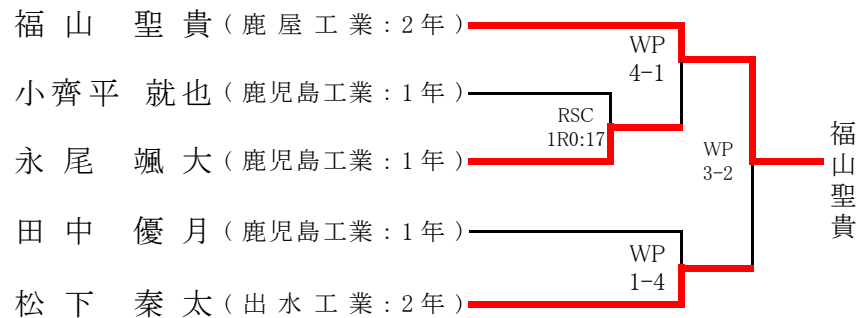 福山 聖貴(鹿屋工業:2年)
WP
4-1
小齊平 就也(鹿児島工業:1年)
RSC
1R0:17
永尾 颯大(鹿児島工業:1年)
WP
3-2
福山聖貴
田中 優月(鹿児島工業:1年)
WP
1-4
松下 秦太(出水工業:2年)